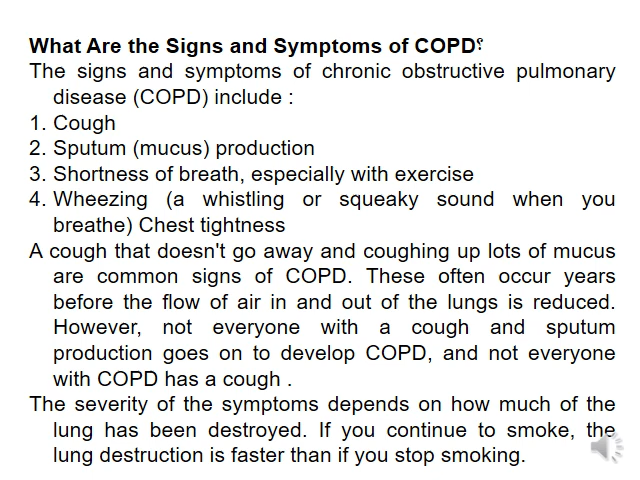 What Are the Signs and Symptoms of COPD؟
The signs and symptoms of chronic obstructive pulmonary
disease (COPD) include :
1. Cough
2. Sputum (mucus) production
3. Shortness of breath, especially with exercise
4. Wheezing (a whistling or squeaky sound when you
breathe) Chest tightness
A cough that doesn't go away and coughing up lots of mucus
are common signs of COPD. These often occur years
before the flow of air in and out of the lungs is reduced.
However, not everyone with a cough and sputum
production goes on to develop COPD, and not everyone
with COPD has a cough .
The severity of the symptoms depends on how much of the
lung has been destroyed. If you continue to smoke, the
lung destruction is faster than if you stop smoking.